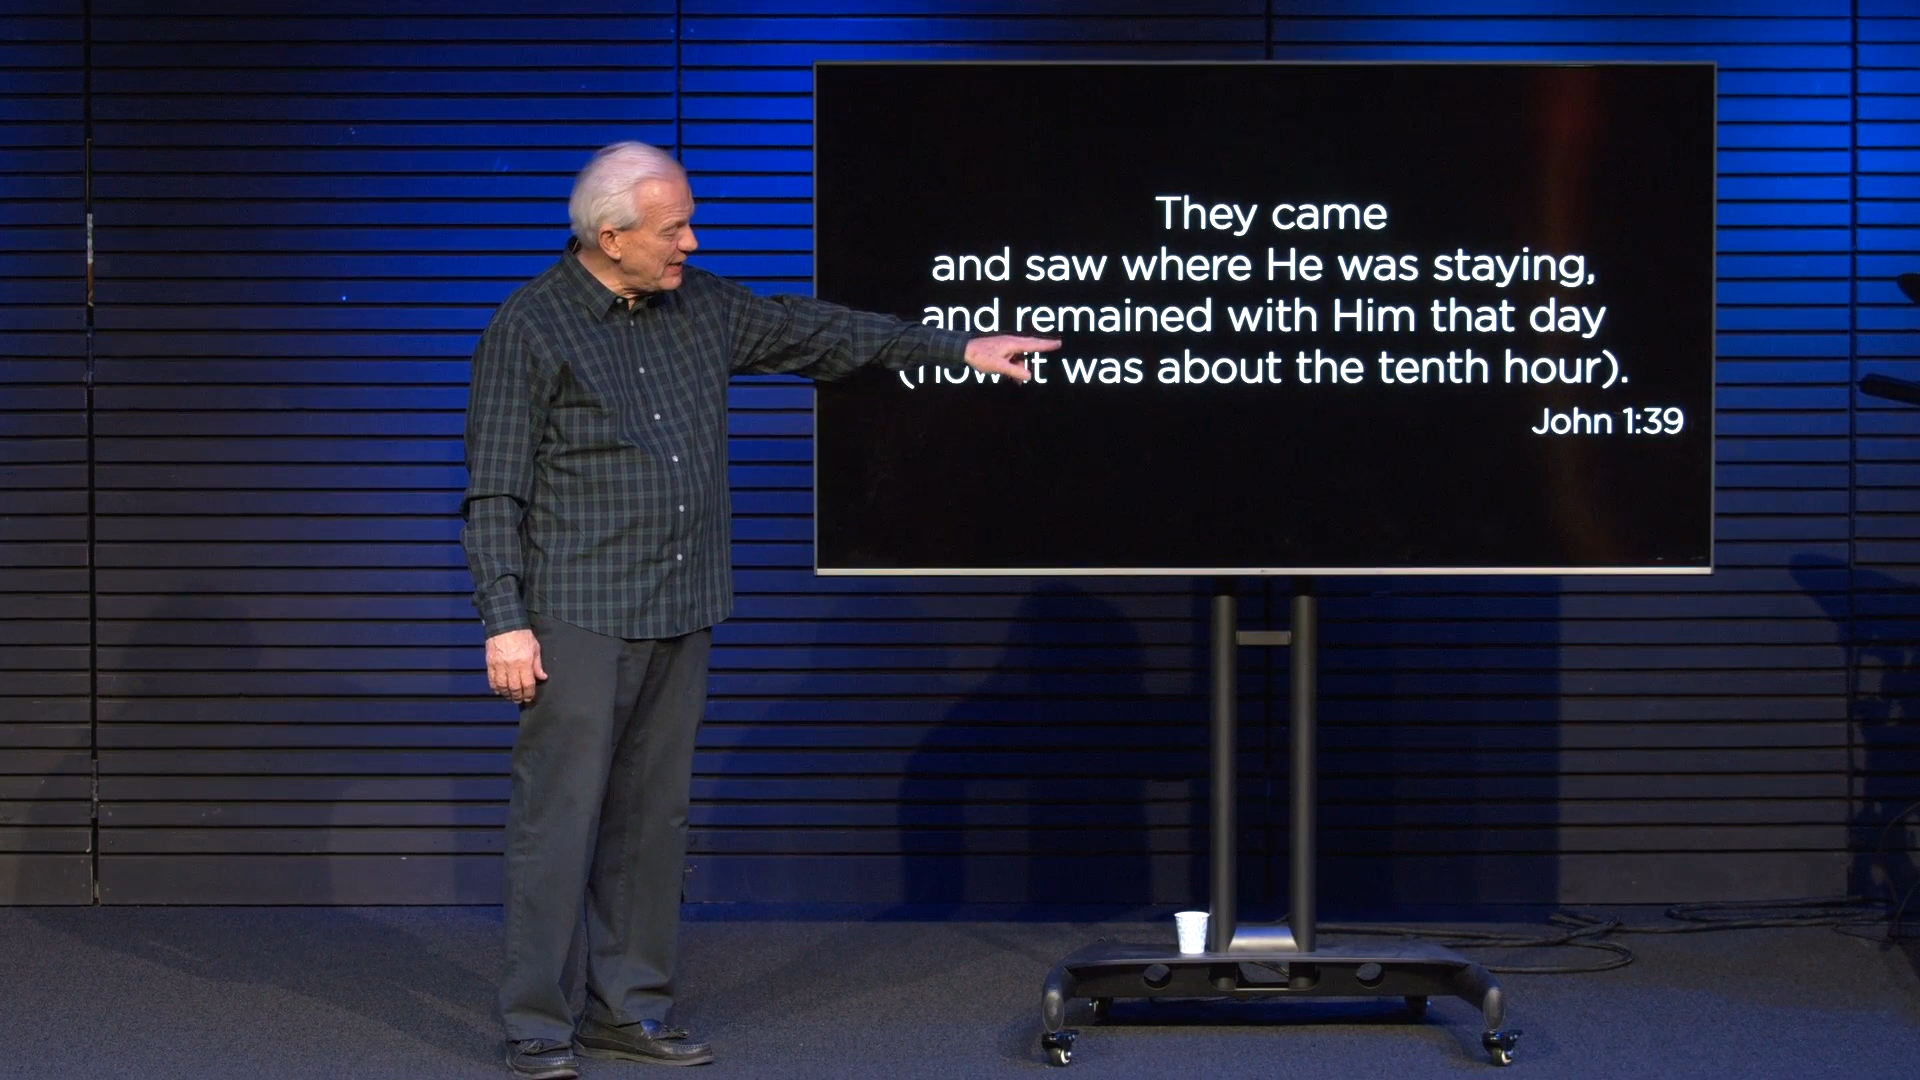 They came
and saw where He was staying,
and remained with Him that day
(now it was about the tenth hour).
John 1:39